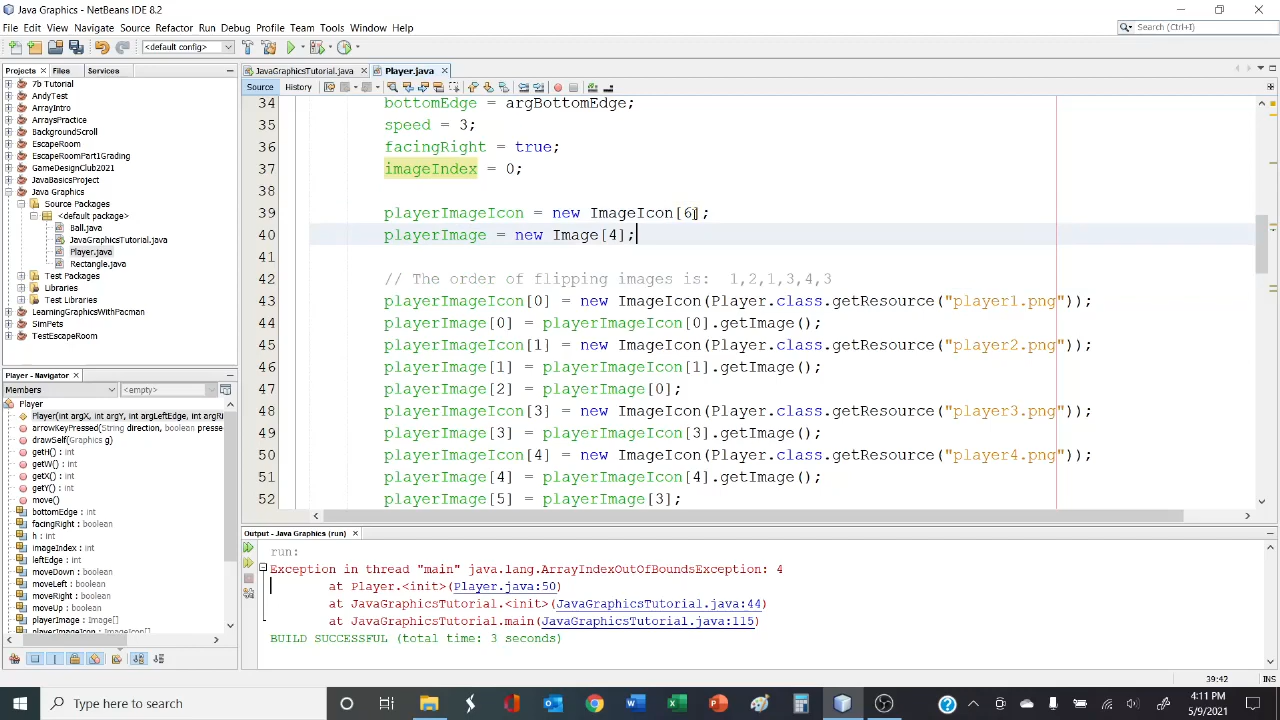 Java Graphics - NetBeans IDE 8.2
File Edit View Navigate Source Refactor Run Debug Profile Team Tools Window Help
Search (Ctrl+I)
<default config>
Projects Files Services
JavaGraphicsTutorial.java Player.java
Source History
7b Tutorial
AndyTest
ArrayIntro
ArraysPractice
BackgroundScroll
EscapeRoom
EscapeRoomPart1Grading
GameDesignClub2021
JavaBasicsProject
Java Graphics
Source Packages
<default package>
Ball.java
JavaGraphicsTutorial.java
Player.java
Rectangle.java
Test Packages
Libraries
Test Libraries
LearningGraphicsWithPacman
SimPets
TestEscapeRoom
Player - Navigator
Members <empty>
Player
Player(int argX, int argY, int argLeftEdge, int argRi
arrowKeyPressed(String direction, boolean presse
drawSelf(Graphics g)
getH() : int
getW() : int
getX() : int
getY() : int
move()
bottomEdge : int
facingRight : boolean
h : int
imageIndex : int
leftEdge : int
moveDown : boolean
moveLeft : boolean
moveRight : boolean
moveUp : boolean
playerImage : Image[]
playerImageIcon : ImageIcon[]
34 bottomEdge = argBottomEdge;
35 speed = 3;
36 facingRight = true;
37 imageIndex = 0;
38
39 playerImageIcon = new ImageIcon[6];
40 playerImage = new Image[4];
41
42 // The order of flipping images is: 1,2,1,3,4,3
43 playerImageIcon[0] = new ImageIcon(Player.class.getResource("player1.png"));
44 playerImage[0] = playerImageIcon[0].getImage();
45 playerImageIcon[1] = new ImageIcon(Player.class.getResource("player2.png"));
46 playerImage[1] = playerImageIcon[1].getImage();
47 playerImage[2] = playerImage[0];
48 playerImageIcon[3] = new ImageIcon(Player.class.getResource("player3.png"));
49 playerImage[3] = playerImageIcon[3].getImage();
50 playerImageIcon[4] = new ImageIcon(Player.class.getResource("player4.png"));
51 playerImage[4] = playerImageIcon[4].getImage();
52 playerImage[5] = playerImage[3];
Output - Java Graphics (run)
run:
Exception in thread "main" java.lang.ArrayIndexOutOfBoundsException: 4
at Player.<init>(Player.java:50)
at JavaGraphicsTutorial.<init>(JavaGraphicsTutorial.java:44)
at JavaGraphicsTutorial.main(JavaGraphicsTutorial.java:115)
BUILD SUCCESSFUL (total time: 3 seconds)
39:42 INS
Type here to search
4:11 PM
5/9/2021